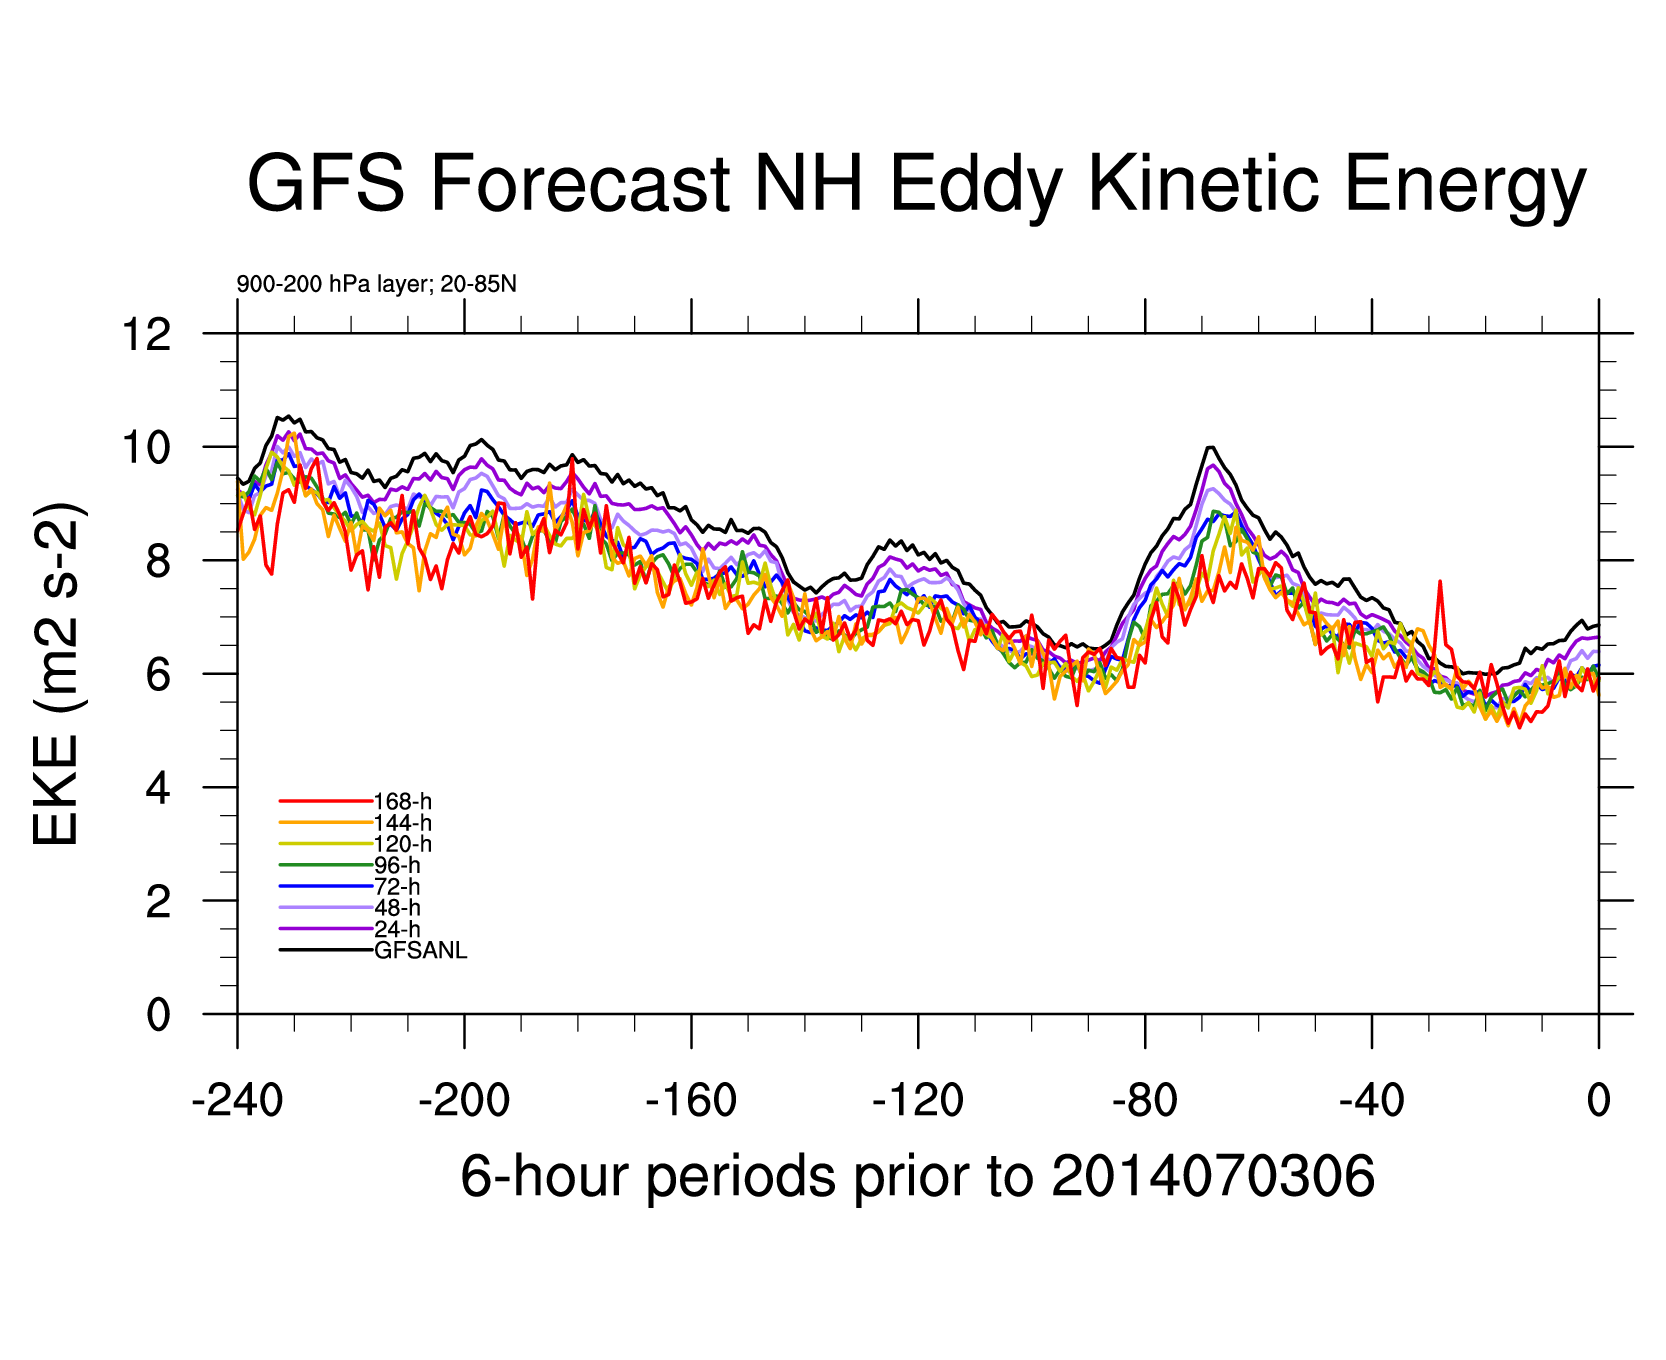 GFS Forecast NH Eddy Kinetic Energy
900-200 hPa layer; 20-85N
12
10
8
6
4
2
0
EKE (m2 s-2)
168-h
144-h
120-h
96-h
72-h
48-h
24-h
GFSANL
-240 -200 -160 -120 -80 -40 0
6-hour periods prior to 2014070306